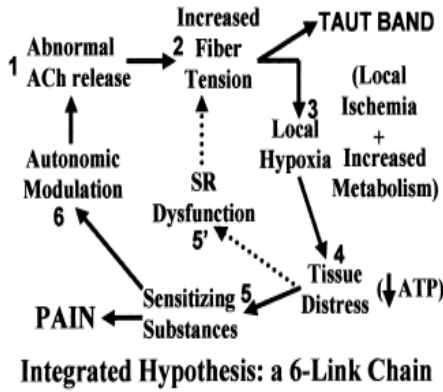 1 Abnormal
ACh release
2 Increased
Fiber
Tension
TAUT BAND
3
Local
Hypoxia
(Local
Ischemia
+
Increased
Metabolism)
4
Tissue
Distress
(↓ATP)
SR
Dysfunction
5'
Sensitizing 5
Substances
PAIN
Autonomic
Modulation
6
Integrated Hypothesis: a 6-Link Chain